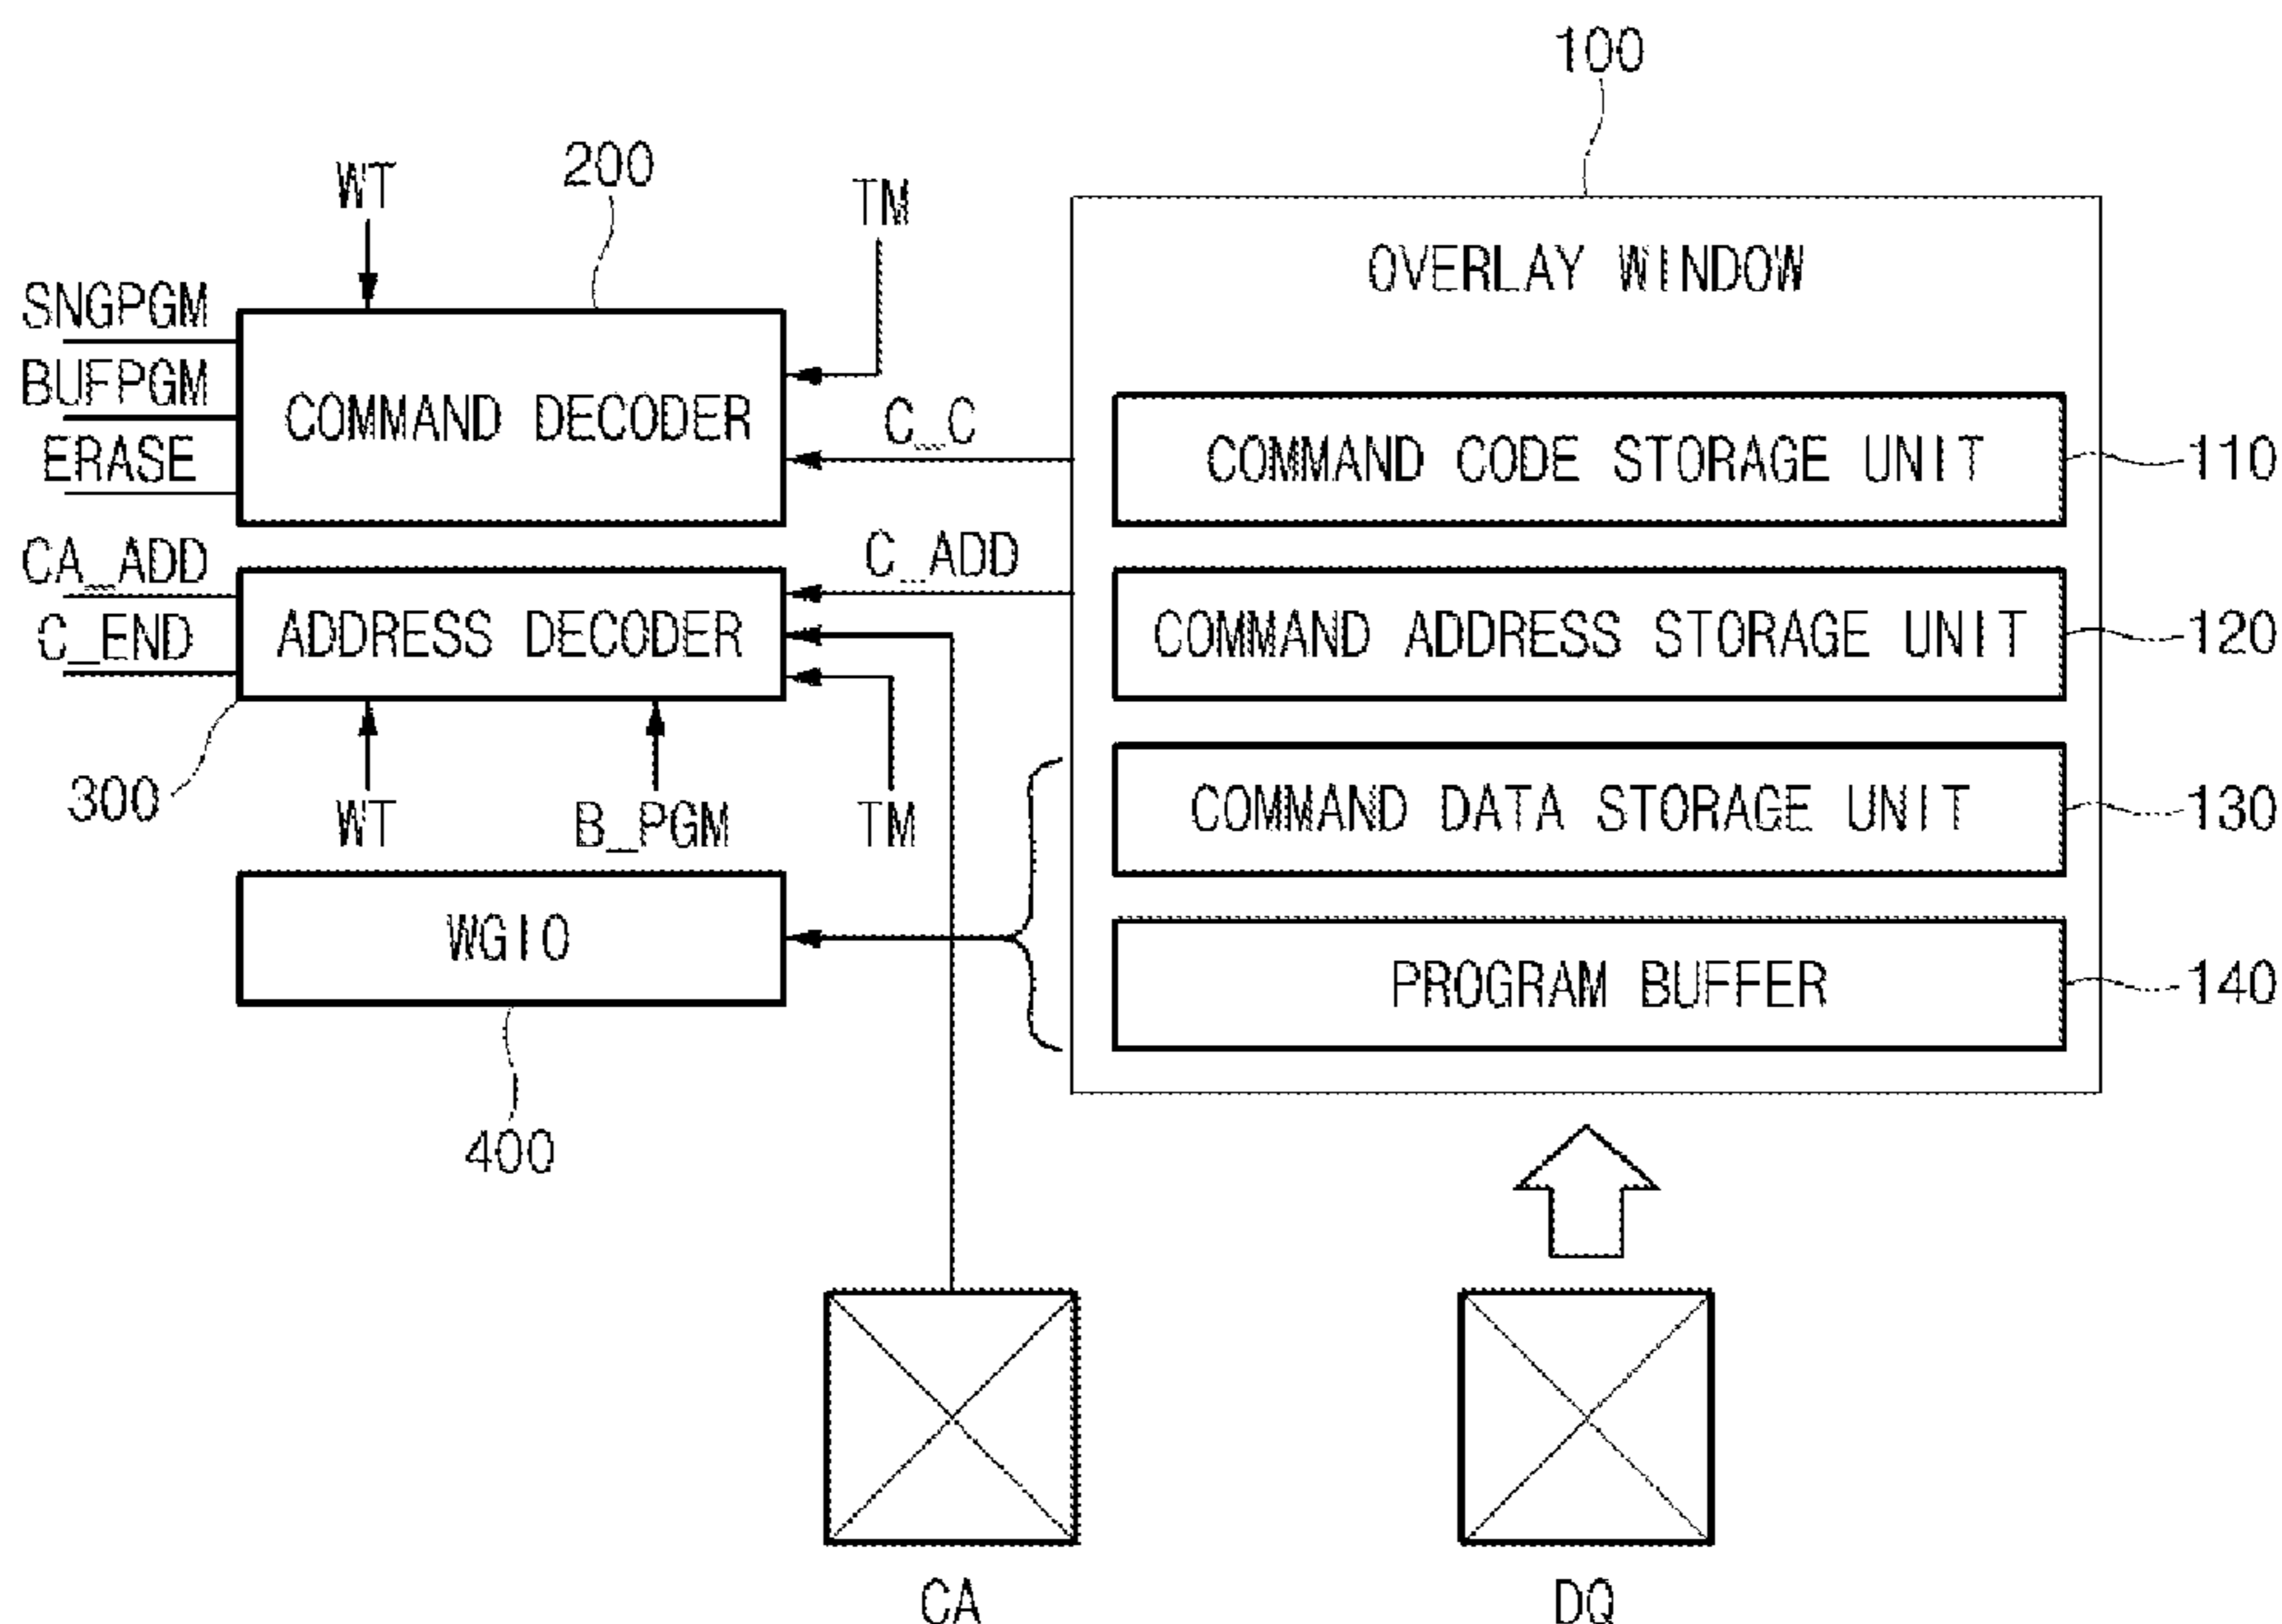 100
200
WT
TM
OVERLAY WINDOW
SNGPGM
BUFPGM
ERASE
COMMAND DECODER
C_C
COMMAND CODE STORAGE UNIT
110
CA_ADD
C_END
ADDRESS DECODER
C_ADD
COMMAND ADDRESS STORAGE UNIT
120
300
WT
B_PGM
TM
COMMAND DATA STORAGE UNIT
130
WGIO
PROGRAM BUFFER
140
400
CA
DQ